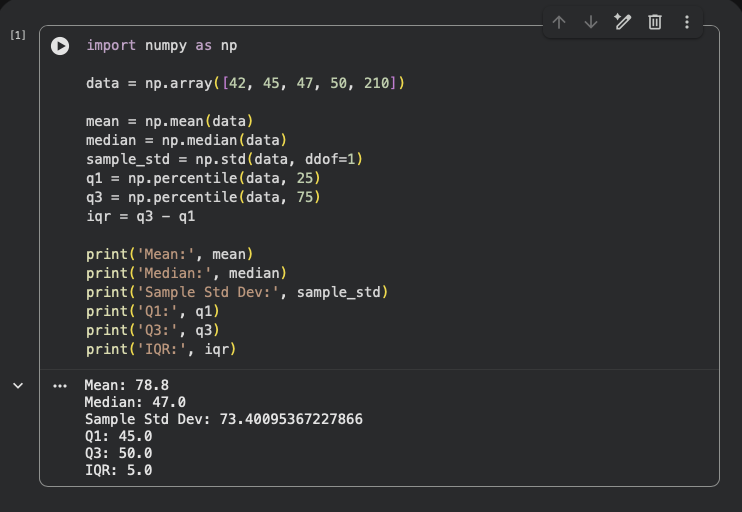 [1]
import numpy as np
data = np.array([42, 45, 47, 50, 210])
mean = np.mean(data)
median = np.median(data)
sample_std = np.std(data, ddof=1)
q1 = np.percentile(data, 25)
q3 = np.percentile(data, 75)
iqr = q3 - q1
print('Mean:', mean)
print('Median:', median)
print('Sample Std Dev:', sample_std)
print('Q1:', q1)
print('Q3:', q3)
print('IQR:', iqr)
Mean: 78.8
Median: 47.0
Sample Std Dev: 73.40095367227866
Q1: 45.0
Q3: 50.0
IQR: 5.0